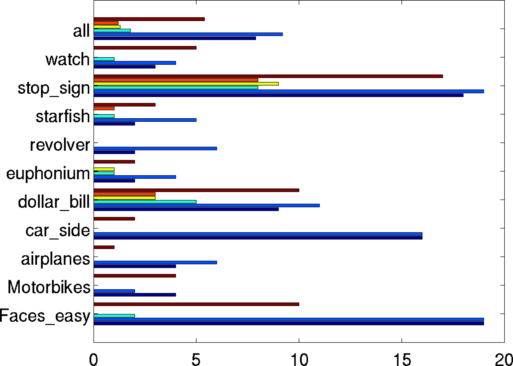 all
watch
stop_sign
starfish
revolver
euphonium
dollar_bill
car_side
airplanes
Motorbikes
Faces_easy
0 5 10 15 20